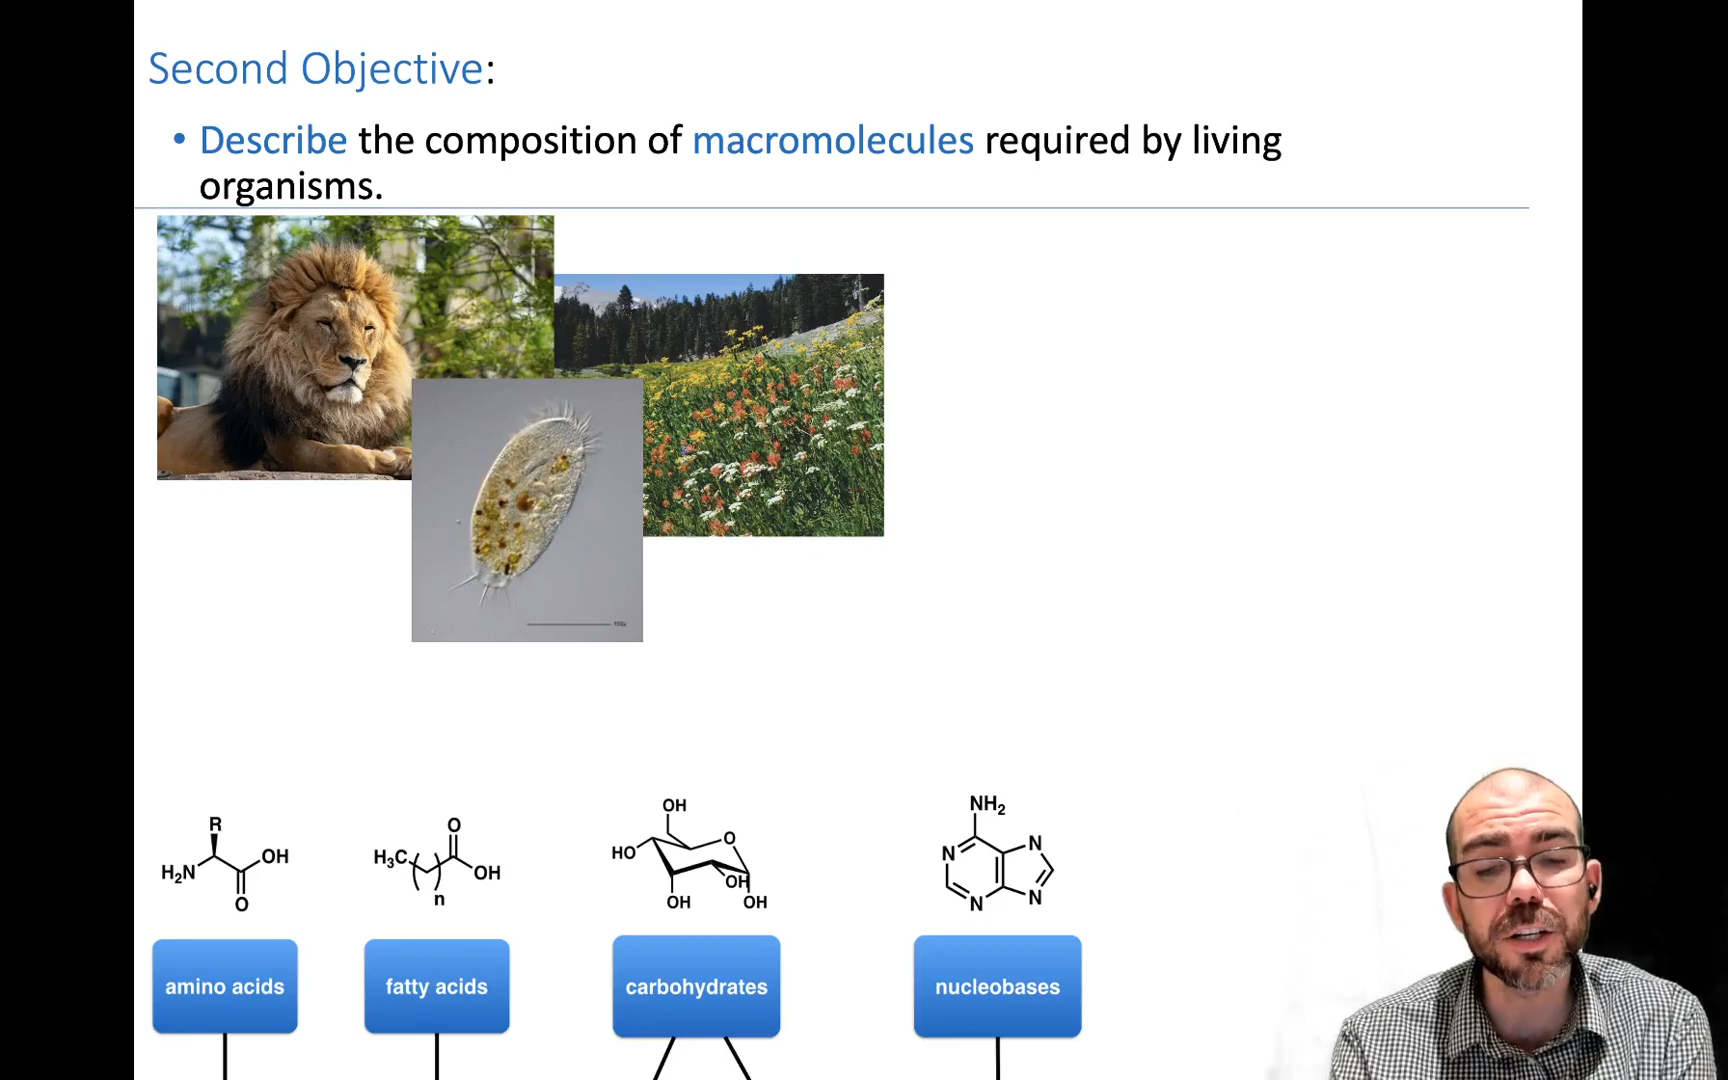 Second Objective:
• Describe the composition of macromolecules required by living
organisms.
R
H₂N
OH
O
H₃C
O
OH
n
OH
HO
O
OH
OH
OH
NH₂
N
N
N
N
amino acids
fatty acids
carbohydrates
nucleobases